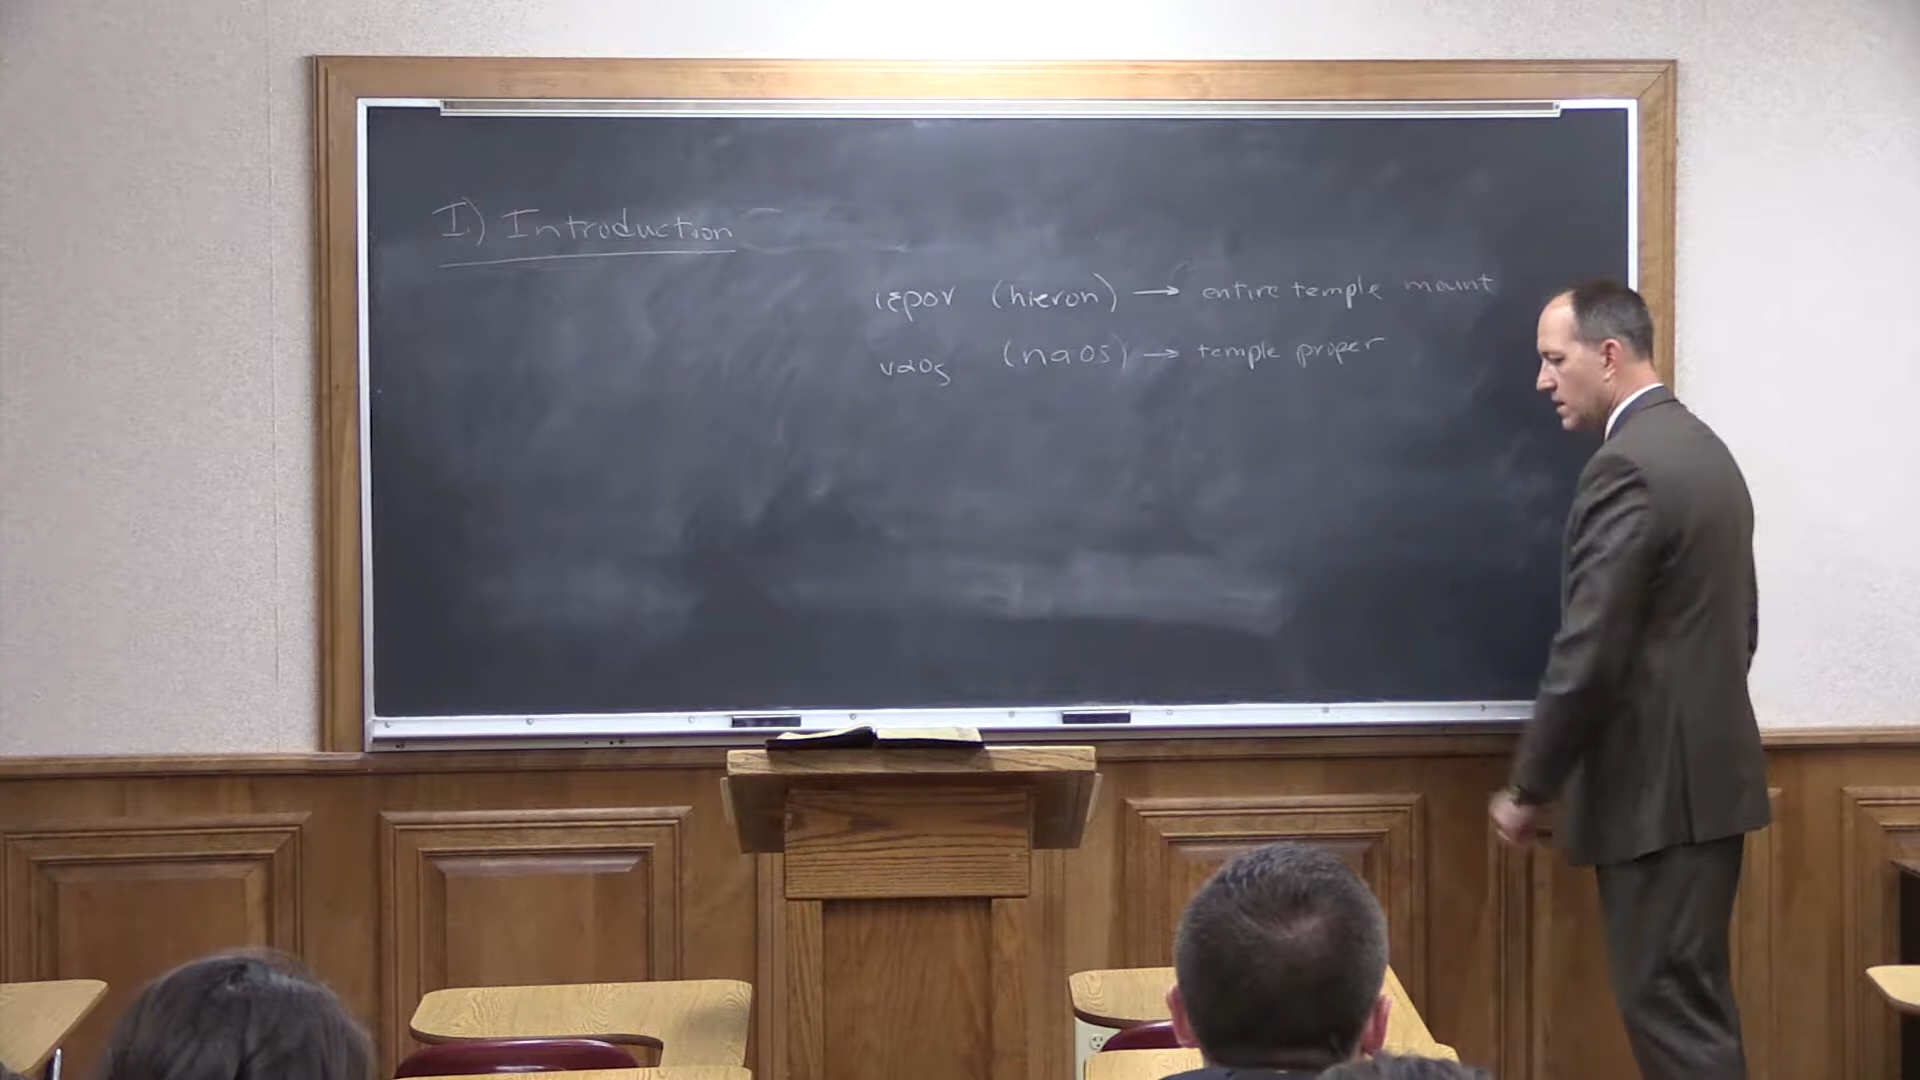 I) Introduction
ιερον (hieron) → entire temple mount
ναος (naos) → temple proper